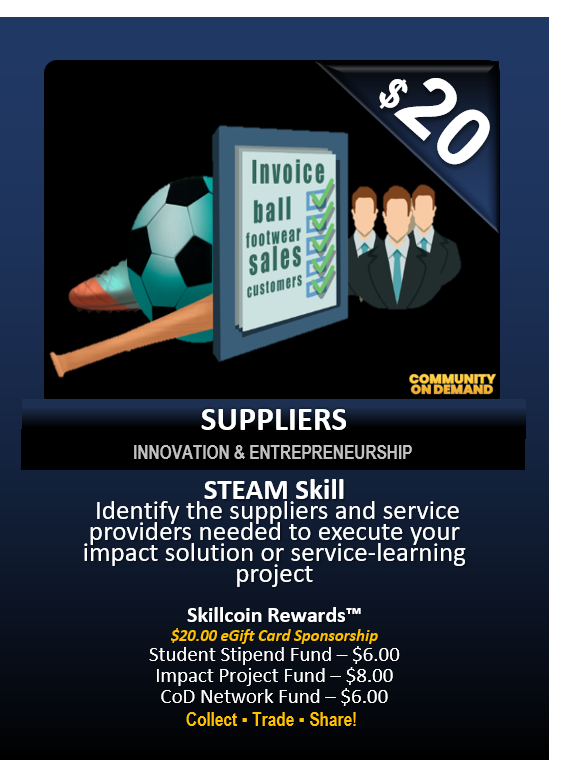 $20
Invoice
ball
footwear
sales
customers
COMMUNITY
ON DEMAND
SUPPLIERS
INNOVATION & ENTREPRENEURSHIP
STEAM Skill
Identify the suppliers and service
providers needed to execute your
impact solution or service-learning
project
Skillcoin Rewards™
$20.00 eGift Card Sponsorship
Student Stipend Fund – $6.00
Impact Project Fund – $8.00
CoD Network Fund – $6.00
Collect ▪ Trade ▪ Share!